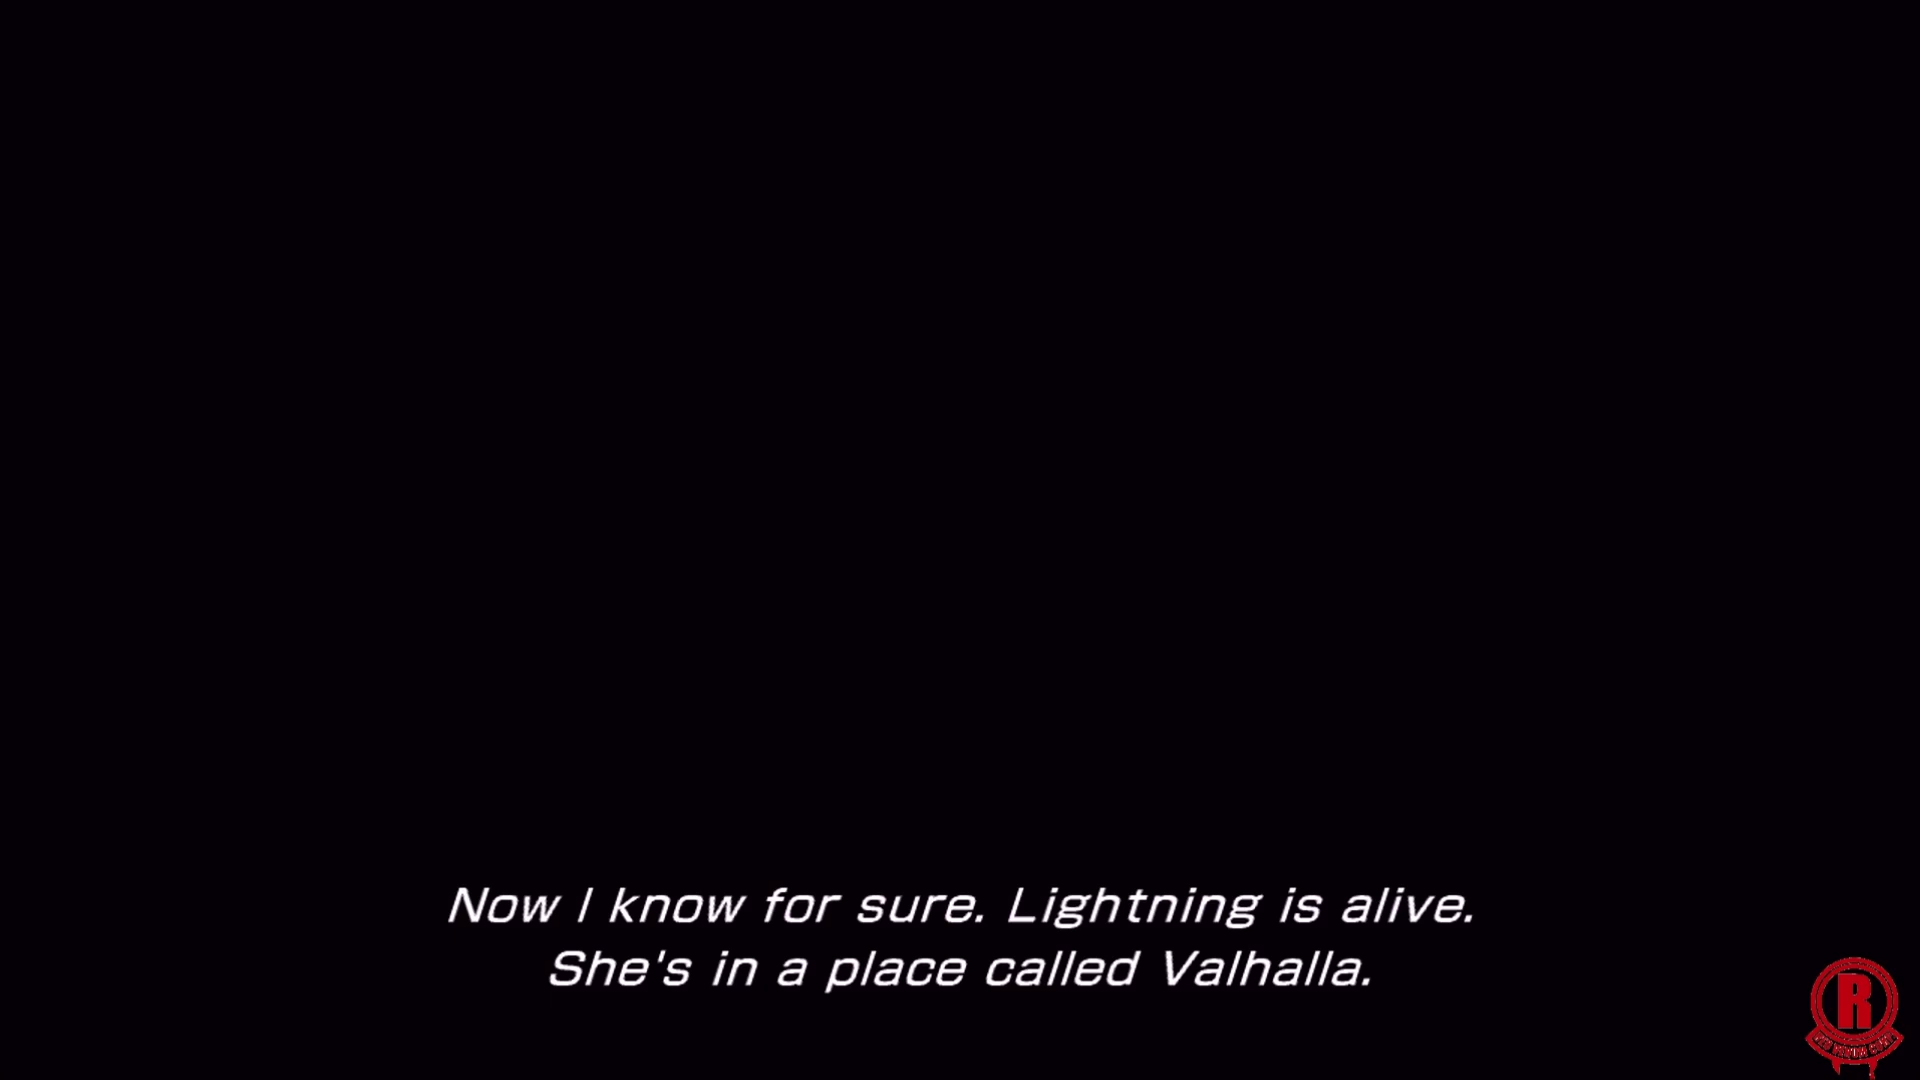 Now I know for sure. Lightning is alive.
She's in a place called Valhalla.
R